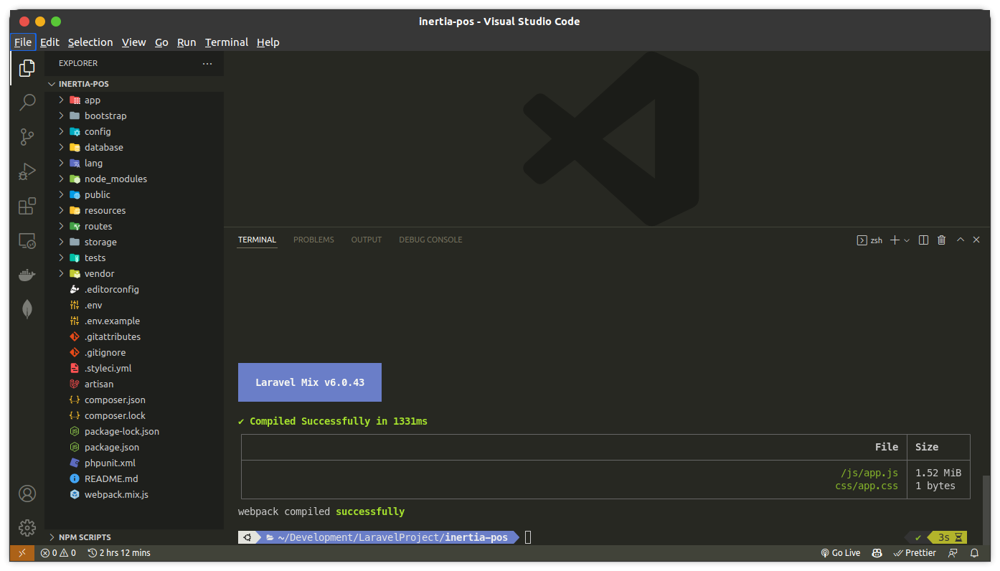 inertia-pos - Visual Studio Code
File Edit Selection View Go Run Terminal Help
EXPLORER
INERTIA-POS
app
bootstrap
config
database
lang
node_modules
public
resources
routes
storage
tests
vendor
.editorconfig
.env
.env.example
.gitattributes
.gitignore
.styleci.yml
artisan
composer.json
composer.lock
package-lock.json
package.json
phpunit.xml
README.md
webpack.mix.js
NPM SCRIPTS
TERMINAL PROBLEMS OUTPUT DEBUG CONSOLE zsh
Laravel Mix v6.0.43
✔ Compiled Successfully in 1331ms
File Size
/js/app.js 1.52 MiB
css/app.css 1 bytes
webpack compiled successfully
~/Development/LaravelProject/inertia-pos ✔ 3s
0 0 2 hrs 12 mins Go Live Prettier